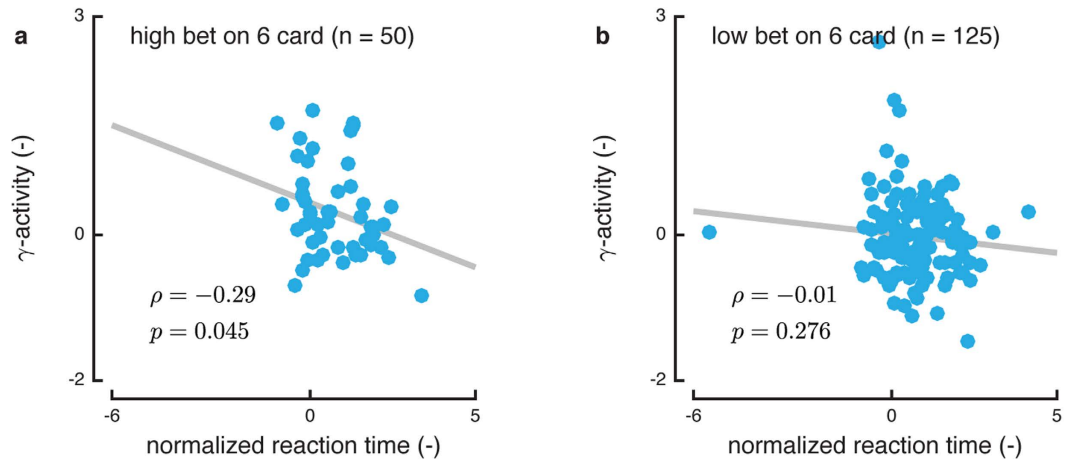 a
high bet on 6 card (n = 50)
3
0
-2
γ-activity (-)
ρ = −0.29
p = 0.045
-6
0
5
normalized reaction time (-)
b
low bet on 6 card (n = 125)
3
0
-2
γ-activity (-)
ρ = −0.01
p = 0.276
-6
0
5
normalized reaction time (-)